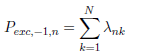 P_{exc,-1,n} = \sum_{k=1}^{N} \lambda_{nk}